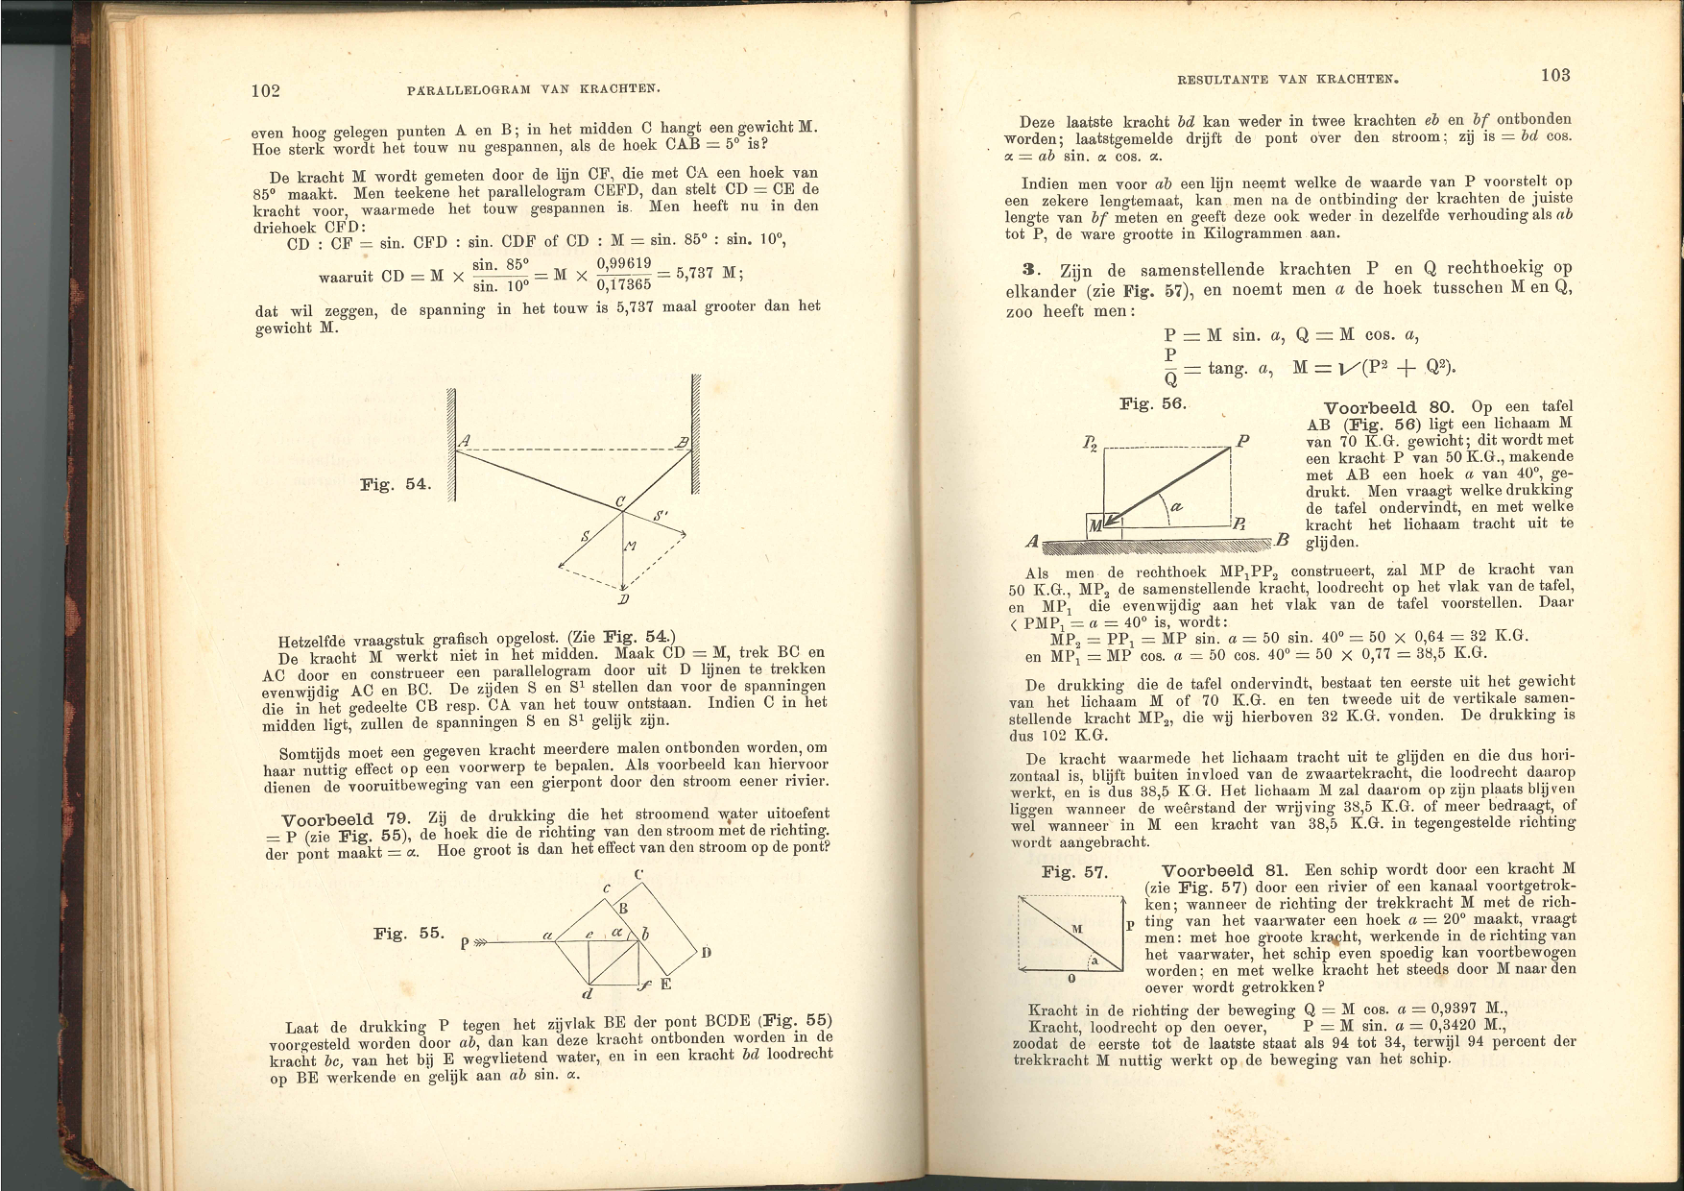 102 PARALLELOGRAM VAN KRACHTEN.
even hoog gelegen punten A en B; in het midden C hangt een gewicht M.
Hoe sterk wordt het touw nu gespannen, als de hoek CAB = 5° is?
De kracht M wordt gemeten door de lijn CF, die met CA een hoek van
85° maakt. Men teekene het parallelogram CEFD, dan stelt CD = CE de
kracht voor, waarmede het touw gespannen is. Men heeft nu in den
driehoek CFD:
CD : CF = sin. CFD : sin. CDF of CD : M = sin. 85° : sin. 10°,
waaruit CD = M × sin. 85° / sin. 10° = M × 0,99619 / 0,17365 = 5,737 M;
dat wil zeggen, de spanning in het touw is 5,737 maal grooter dan het
gewicht M.
A
B
Fig. 54.
C
S'
S
M
D
Hetzelfde vraagstuk grafisch opgelost. (Zie Fig. 54.)
De kracht M werkt niet in het midden. Maak CD = M, trek BC en
AC door en construeer een parallelogram door uit D lijnen te trekken
evenwijdig AC en BC. De zijden S en S¹ stellen dan voor de spanningen
die in het gedeelte CB resp. CA van het touw ontstaan. Indien C in het
midden ligt, zullen de spanningen S en S¹ gelijk zijn.
Somtijds moet een gegeven kracht meerdere malen ontbonden worden, om
haar nuttig effect op een voorwerp te bepalen. Als voorbeeld kan hiervoor
dienen de vooruitbeweging van een gierpont door den stroom eener rivier.
Voorbeeld 79. Zij de drukking die het stroomend water uitoefent
= P (zie Fig. 55), de hoek die de richting van den stroom met de richting.
der pont maakt = α. Hoe groot is dan het effect van den stroom op de pont?
C
c
B
Fig. 55. P a e α b
D
f E
d
Laat de drukking P tegen het zijvlak BE der pont BCDE (Fig. 55)
voorgesteld worden door ab, dan kan deze kracht ontbonden worden in de
kracht bc, van het bij E wegvlietend water, en in een kracht bd loodrecht
op BE werkende en gelijk aan ab sin. α.
RESULTANTE VAN KRACHTEN. 103
Deze laatste kracht bd kan weder in twee krachten eb en bf ontbonden
worden; laatstgemelde drijft de pont over den stroom; zij is = bd cos.
α = ab sin. α cos. α.
Indien men voor ab een lijn neemt welke de waarde van P voorstelt op
een zekere lengtemaat, kan men na de ontbinding der krachten de juiste
lengte van bf meten en geeft deze ook weder in dezelfde verhouding als ab
tot P, de ware grootte in Kilogrammen aan.
3. Zijn de samenstellende krachten P en Q rechthoekig op
elkander (zie Fig. 57), en noemt men a de hoek tusschen M en Q,
zoo heeft men:
P = M sin. a, Q = M cos. a,
P / Q = tang. a, M = √(P² + Q²).
Fig. 56.
P₂ P
a
M P₁
A B
Voorbeeld 80. Op een tafel
AB (Fig. 56) ligt een lichaam M
van 70 K.G. gewicht; dit wordt met
een kracht P van 50 K.G., makende
met AB een hoek a van 40°, ge-
drukt. Men vraagt welke drukking
de tafel ondervindt, en met welke
kracht het lichaam tracht uit te
glijden.
Als men de rechthoek MP₁PP₂ construeert, zal MP de kracht van
50 K.G., MP₂ de samenstellende kracht, loodrecht op het vlak van de tafel,
en MP₁ die evenwijdig aan het vlak van de tafel voorstellen. Daar
< PMP₁ = a = 40° is, wordt:
MP₂ = PP₁ = MP sin. a = 50 sin. 40° = 50 × 0,64 = 32 K.G.
en MP₁ = MP cos. a = 50 cos. 40° = 50 × 0,77 = 38,5 K.G.
De drukking die de tafel ondervindt, bestaat ten eerste uit het gewicht
van het lichaam M of 70 K.G. en ten tweede uit de vertikale samen-
stellende kracht MP₂, die wij hierboven 32 K.G. vonden. De drukking is
dus 102 K.G.
De kracht waarmede het lichaam tracht uit te glijden en die dus hori-
zontaal is, blijft buiten invloed van de zwaartekracht, die loodrecht daarop
werkt, en is dus 38,5 K G. Het lichaam M zal daarom op zijn plaats blijven
liggen wanneer de weêrstand der wrijving 38,5 K.G. of meer bedraagt, of
wel wanneer in M een kracht van 38,5 K.G. in tegengestelde richting
wordt aangebracht.
Fig. 57.
M
P
a
O
Voorbeeld 81. Een schip wordt door een kracht M
(zie Fig. 57) door een rivier of een kanaal voortgetrok-
ken; wanneer de richting der trekkracht M met de rich-
ting van het vaarwater een hoek a = 20° maakt, vraagt
men: met hoe groote kracht, werkende in de richting van
het vaarwater, het schip even spoedig kan voortbewogen
worden; en met welke kracht het steeds door M naar den
oever wordt getrokken?
Kracht in de richting der beweging Q = M cos. a = 0,9397 M.,
Kracht, loodrecht op den oever, P = M sin. a = 0,3420 M.,
zoodat de eerste tot de laatste staat als 94 tot 34, terwijl 94 percent der
trekkracht M nuttig werkt op de beweging van het schip.